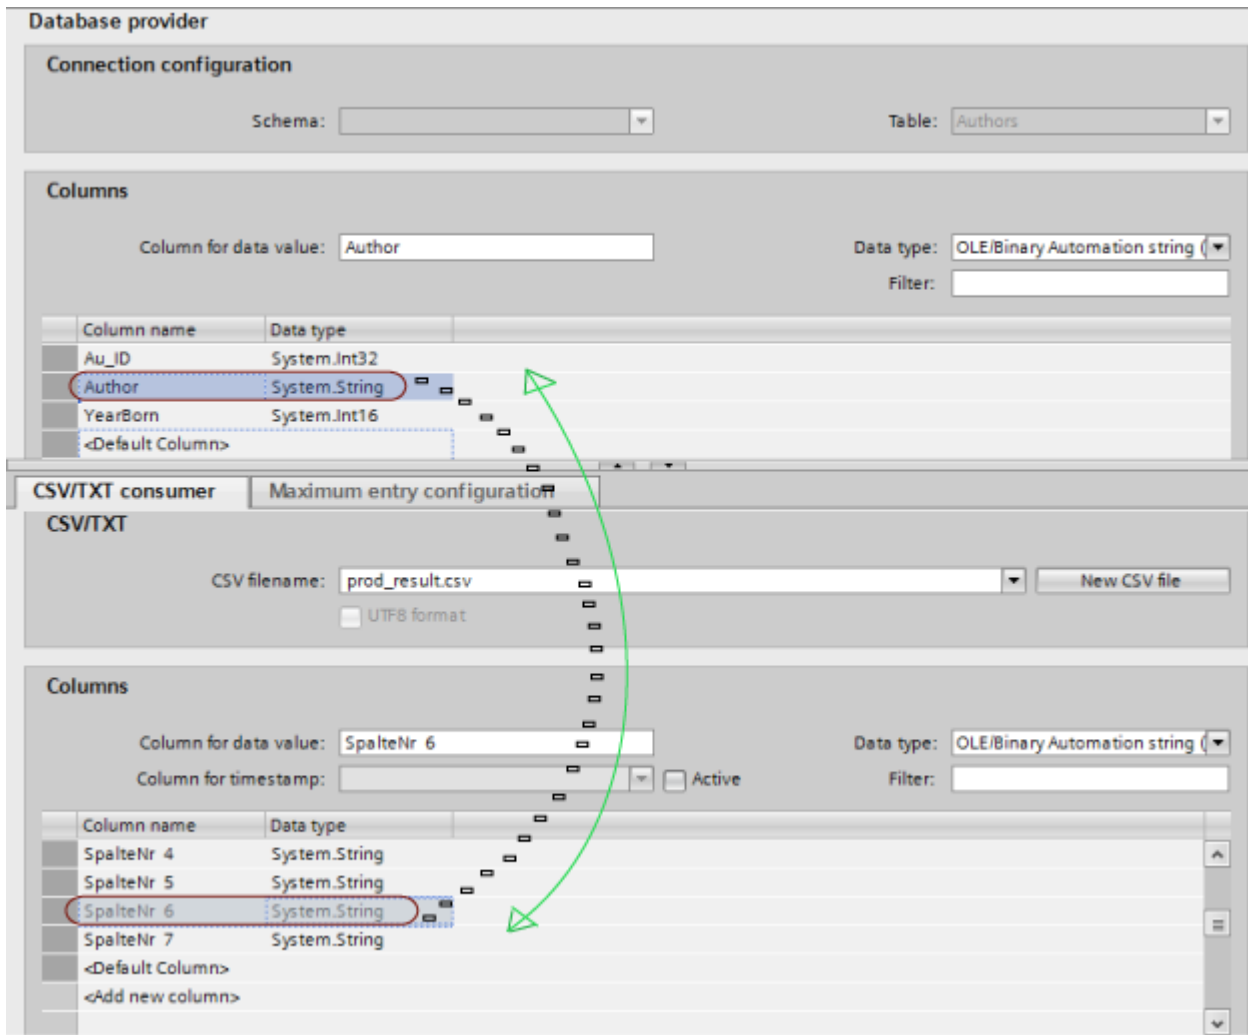 Database provider
Connection configuration
Schema: Table: Authors
Columns
Column for data value: Author Data type: OLE/Binary Automation string (
Filter:
Column name Data type
Au_ID System.Int32
Author System.String
YearBorn System.Int16
<Default Column>
CSV/TXT consumer Maximum entry configuration
CSV/TXT
CSV filename: prod_result.csv New CSV file
UTF8 format
Columns
Column for data value: SpalteNr 6 Data type: OLE/Binary Automation string (
Column for timestamp: Active Filter:
Column name Data type
SpalteNr 4 System.String
SpalteNr 5 System.String
SpalteNr 6 System.String
SpalteNr 7 System.String
<Default Column>
<Add new column>